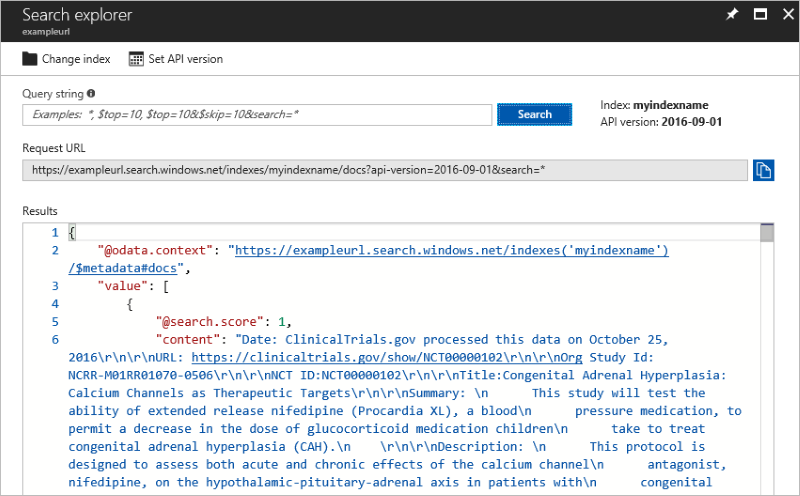 Search explorer
exampleurl
Change index
Set API version
Query string
Examples: *, $top=10, $top=10&$skip=10&search=*
Search
Index: myindexname
API version: 2016-09-01
Request URL
https://exampleurl.search.windows.net/indexes/myindexname/docs?api-version=2016-09-01&search=*
Results
1 {
2 "@odata.context": "https://exampleurl.search.windows.net/indexes('myindexname')
/$metadata#docs",
3 "value": [
4 {
5 "@search.score": 1,
6 "content": "Date: ClinicalTrials.gov processed this data on October 25,
2016\r\n\r\nURL: https://clinicaltrials.gov/show/NCT00000102\r\n\r\nOrg Study Id:
NCRR-M01RR01070-0506\r\n\r\nNCT ID:NCT00000102\r\n\r\nTitle:Congenital Adrenal Hyperplasia:
Calcium Channels as Therapeutic Targets\r\n\r\nSummary: \n This study will test the
ability of extended release nifedipine (Procardia XL), a blood\n pressure medication, to
permit a decrease in the dose of glucocorticoid medication children\n take to treat
congenital adrenal hyperplasia (CAH).\n \r\n\r\nDescription: \n This protocol is
designed to assess both acute and chronic effects of the calcium channel\n antagonist,
nifedipine, on the hypothalamic-pituitary-adrenal axis in patients with\n congenital